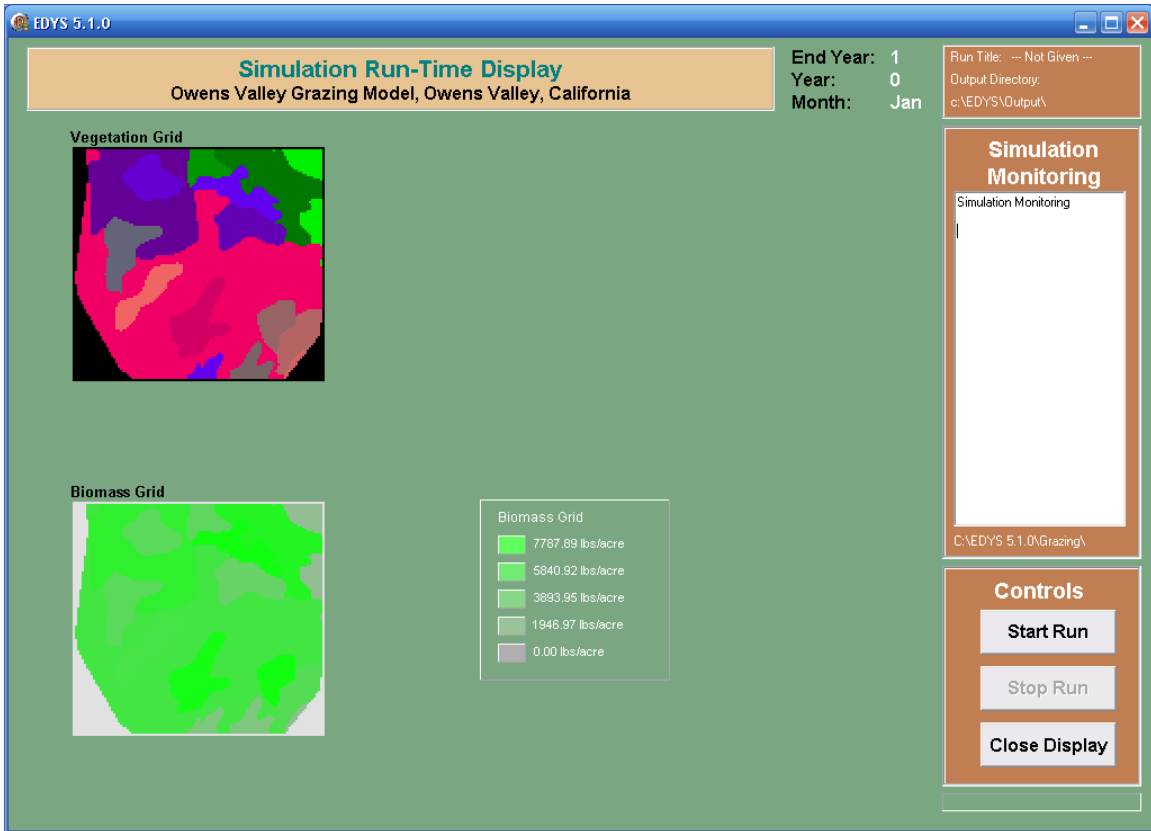 EDYS 5.1.0
Simulation Run-Time Display
Owens Valley Grazing Model, Owens Valley, California
End Year: 1
Year: 0
Month: Jan
Run Title: --- Not Given ---
Output Directory:
c:\EDYS\Output\
Vegetation Grid
Simulation
Monitoring
Simulation Monitoring
C:\EDYS 5.1.0\Grazing\
Biomass Grid
Biomass Grid
7787.89 lbs/acre
5840.92 lbs/acre
3893.95 lbs/acre
1946.97 lbs/acre
0.00 lbs/acre
Controls
Start Run
Stop Run
Close Display